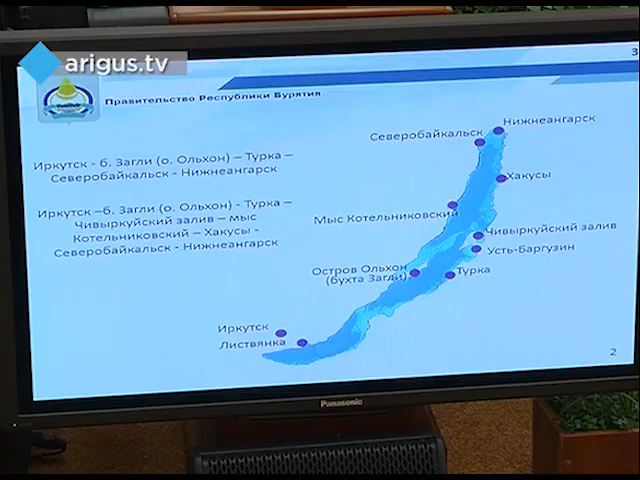 arigus.tv
3
Правительство Республики Бурятия
Иркутск - б. Загли (о. Ольхон) – Турка –
Северобайкальск - Нижнеангарск
Иркутск –б. Загли (о. Ольхон) - Турка –
Чивыркуйский залив – мыс
Котельниковский – Хакусы -
Северобайкальск - Нижнеангарск
Нижнеангарск
Северобайкальск
Хакусы
Мыс Котельниковский
Чивыркуйский залив
Усть-Баргузин
Остров Ольхон
(бухта Загли)
Турка
Иркутск
Листвянка
2
Panasonic